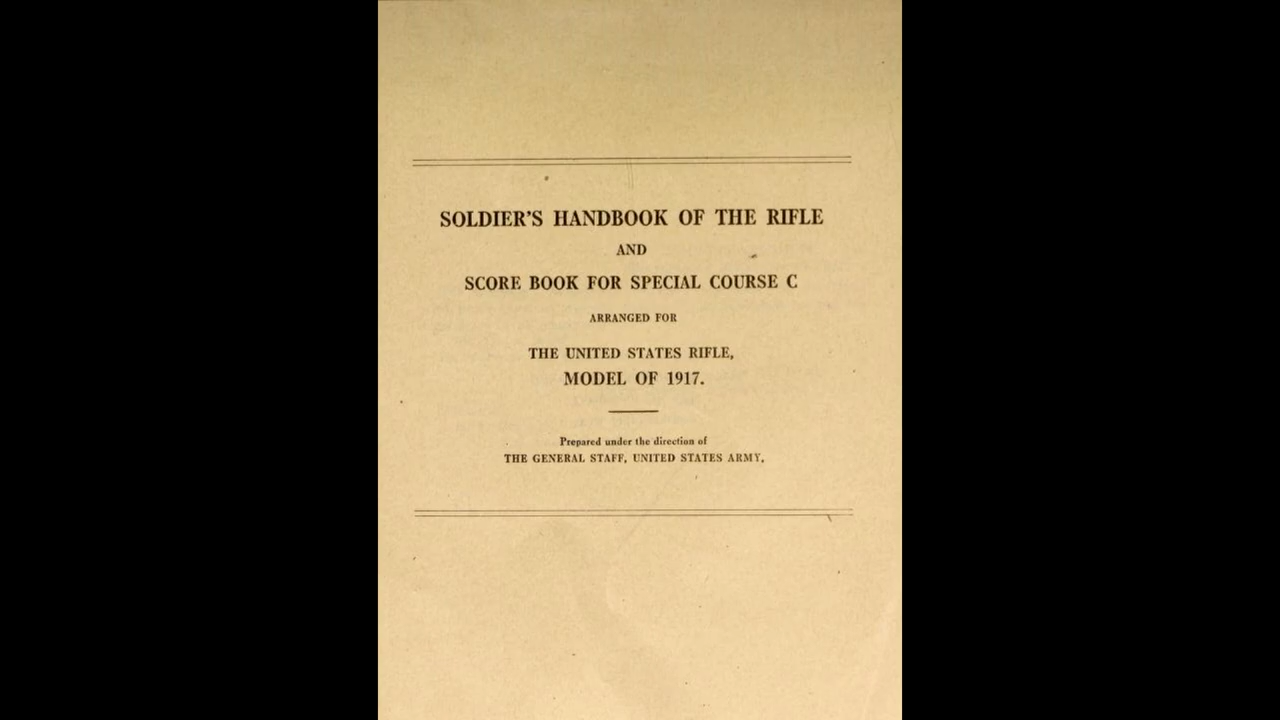 SOLDIER'S HANDBOOK OF THE RIFLE
AND
SCORE BOOK FOR SPECIAL COURSE C
ARRANGED FOR
THE UNITED STATES RIFLE,
MODEL OF 1917.
Prepared under the direction of
THE GENERAL STAFF, UNITED STATES ARMY.